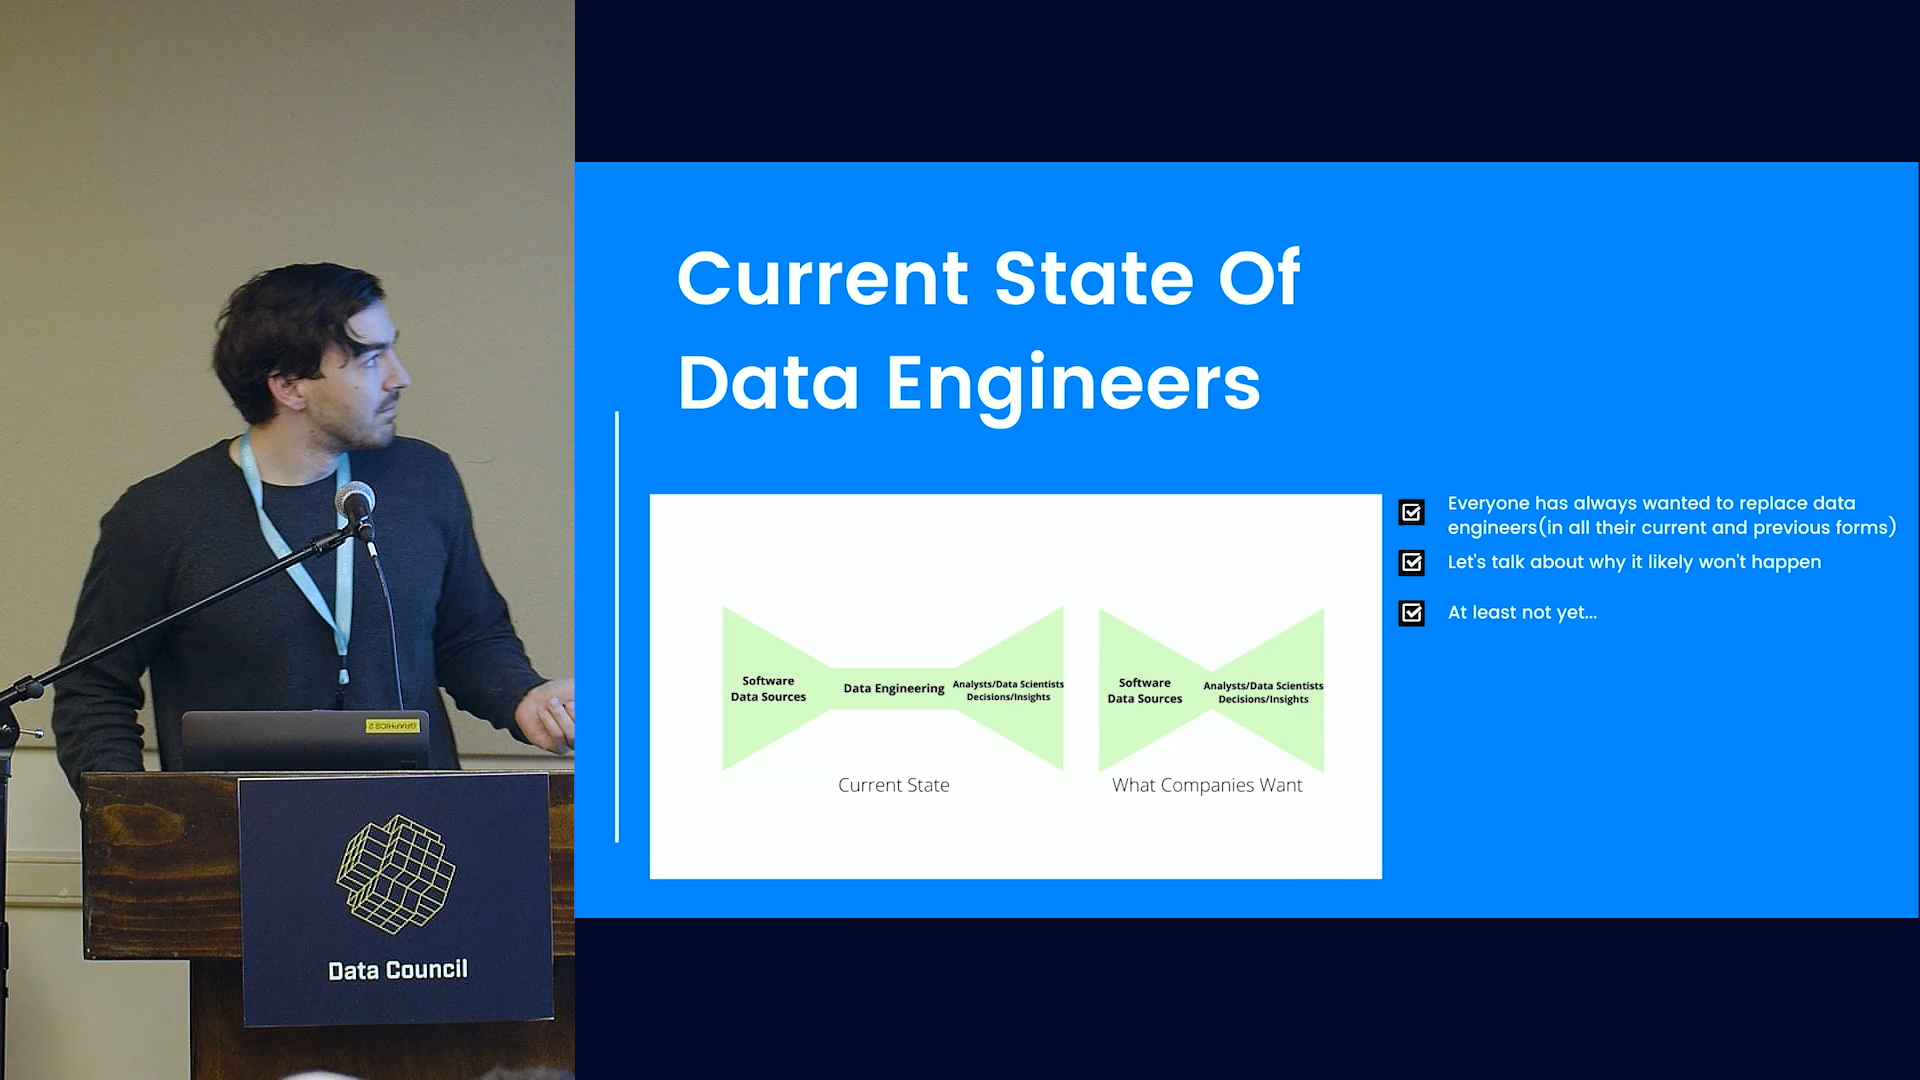 Current State Of
Data Engineers
Everyone has always wanted to replace data
engineers(in all their current and previous forms)
Let's talk about why it likely won't happen
At least not yet...
Software
Data Sources
Data Engineering
Analysts/Data Scientists
Decisions/Insights
Current State
Software
Data Sources
Analysts/Data Scientists
Decisions/Insights
What Companies Want
GRAPHICS 2
Data Council